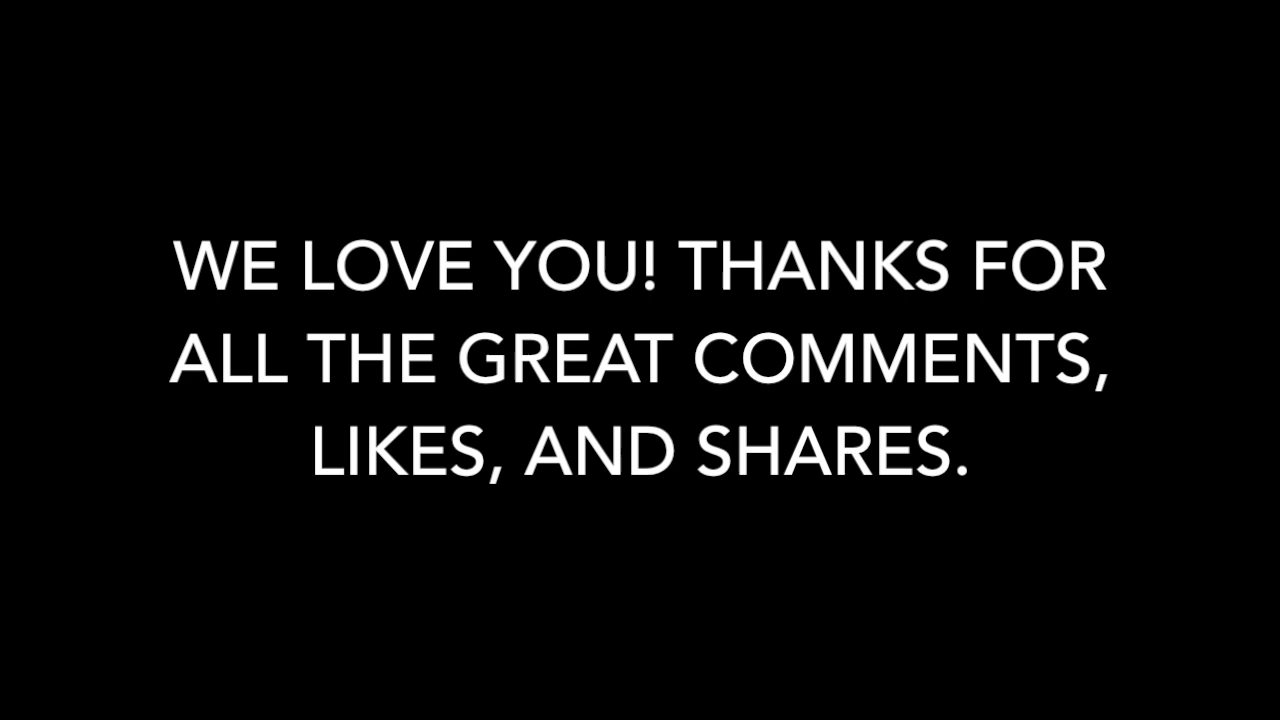 WE LOVE YOU! THANKS FOR
ALL THE GREAT COMMENTS,
LIKES, AND SHARES.